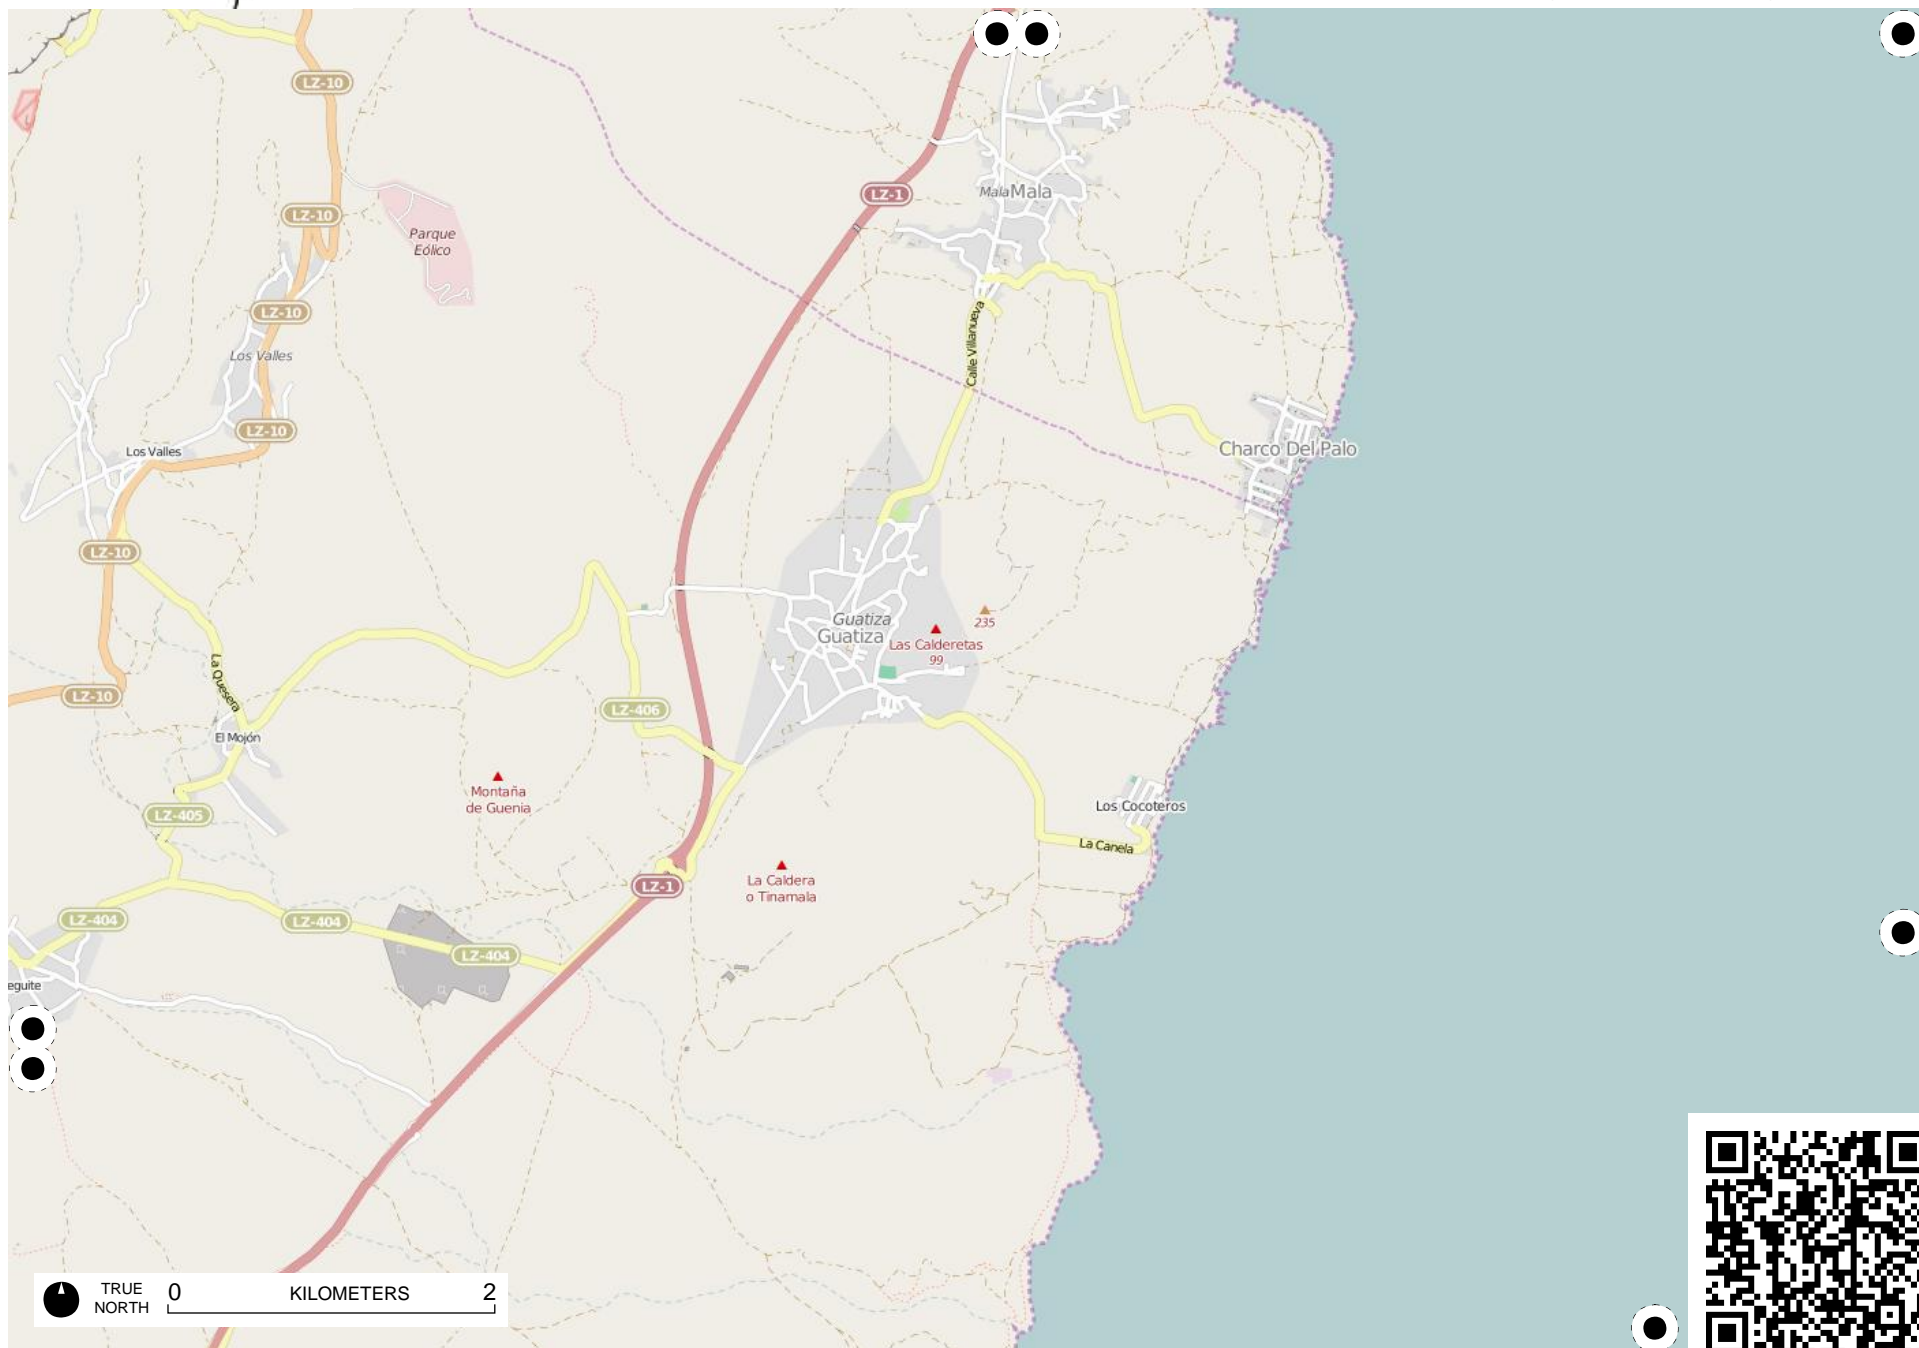 LZ-10
LZ-1
Mala
Mala
LZ-10
Parque
Eólico
LZ-10
Calle Villanueva
Los Valles
LZ-10
Los Valles
Charco Del Palo
LZ-10
Guatiza
Guatiza
235
Las Calderetas
99
La Quesera
LZ-10
LZ-406
El Mojón
Montaña
de Guenia
LZ-405
Los Cocoteros
La Canela
La Caldera
o Tinamala
LZ-1
LZ-404
LZ-404
LZ-404
eguite
TRUE
NORTH
0
KILOMETERS
2